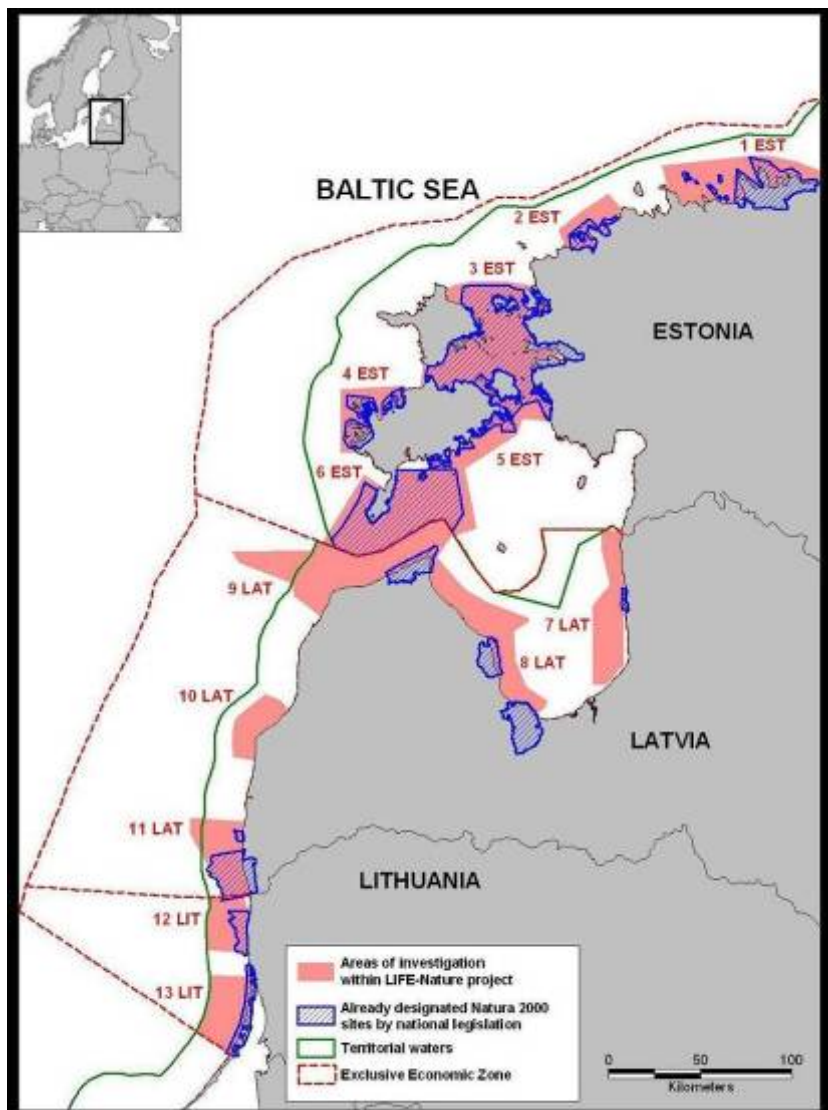 1 EST
BALTIC SEA
2 EST
3 EST
ESTONIA
4 EST
5 EST
6 EST
9 LAT
7 LAT
8 LAT
10 LAT
LATVIA
11 LAT
LITHUANIA
12 LIT
13 LIT
Areas of investigation
within LIFE-Nature project
Already designated Natura 2000
sites by national legislation
Territorial waters
Exclusive Economic Zone
0 50 100
Kilometers